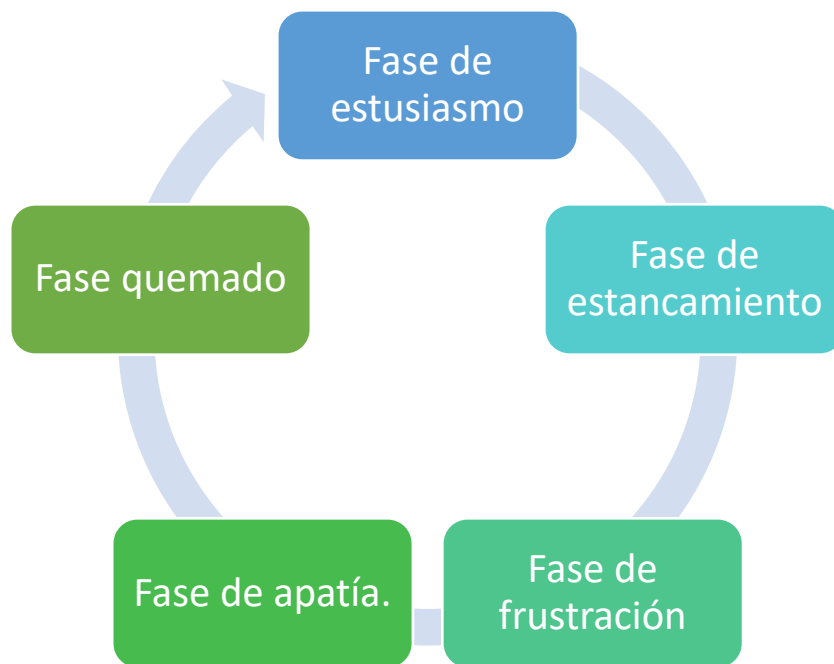 Fase de
estusiasmo
Fase de
estancamiento
Fase de
frustración
Fase de apatía.
Fase quemado